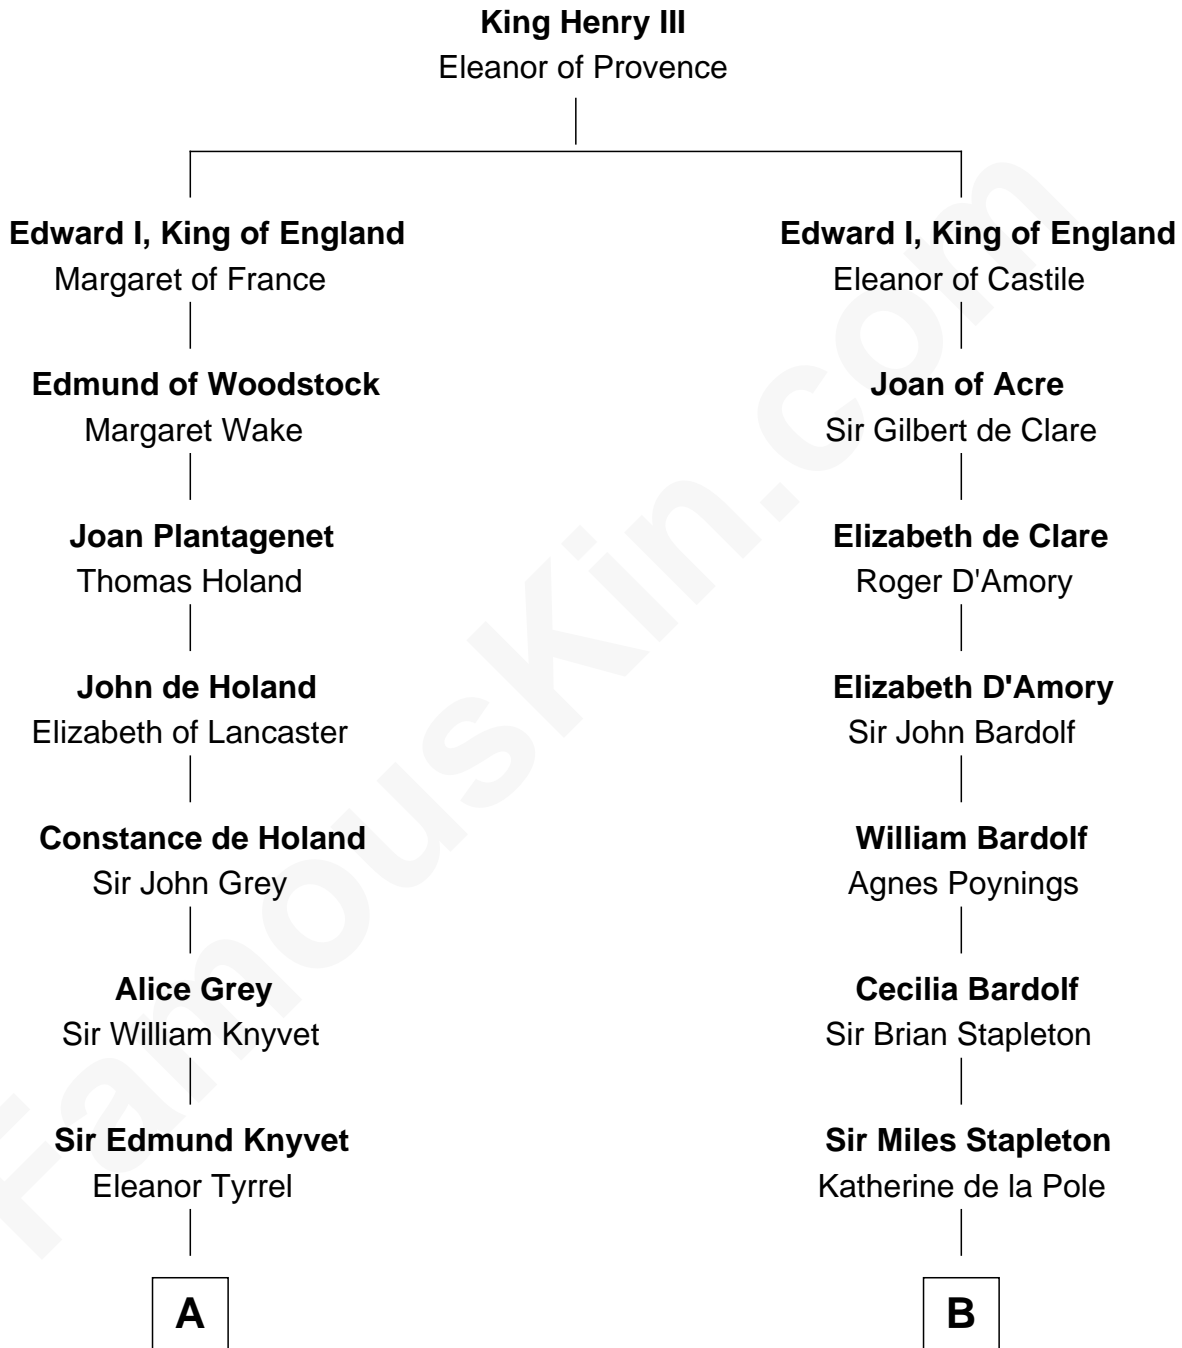 King Henry III
Eleanor of Provence
Edward I, King of England
Margaret of France
Edward I, King of England
Eleanor of Castile
Edmund of Woodstock
Margaret Wake
Joan of Acre
Sir Gilbert de Clare
Joan Plantagenet
Thomas Holand
Elizabeth de Clare
Roger D'Amory
John de Holand
Elizabeth of Lancaster
Elizabeth D'Amory
Sir John Bardolf
Constance de Holand
Sir John Grey
William Bardolf
Agnes Poynings
Alice Grey
Sir William Knyvet
Cecilia Bardolf
Sir Brian Stapleton
Sir Edmund Knyvet
Eleanor Tyrrel
Sir Miles Stapleton
Katherine de la Pole
A
B
FamousKin.com